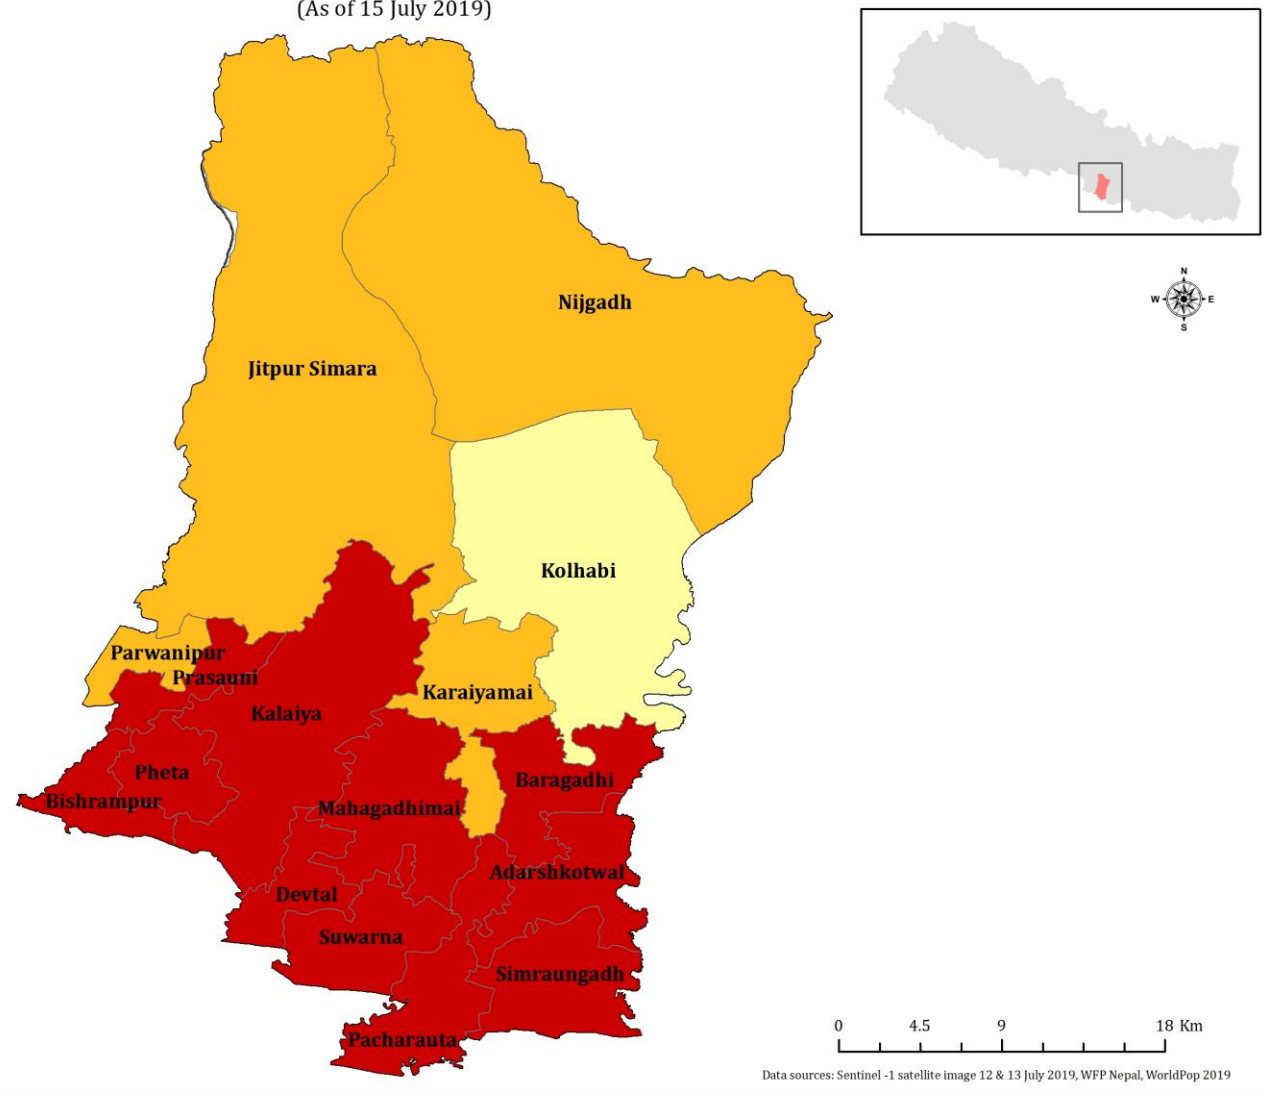 (As of 15 July 2019)
N
W E
S
Nijgadh
Jitpur Simara
Kolhabi
Parwanipur
Prasauni
Karaiyamai
Kalaiya
Pheta
Baragadhi
Bishrampur
Mahagadhimai
Adarshkotwal
Devtal
Suwarna
Simraungadh
Pacharauta
0 4.5 9 18 Km
Data sources: Sentinel -1 satellite image 12 & 13 July 2019, WFP Nepal, WorldPop 2019